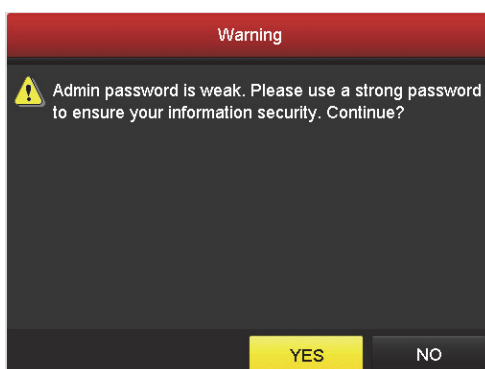 Warning
Admin password is weak. Please use a strong password
to ensure your information security. Continue?
YES
NO